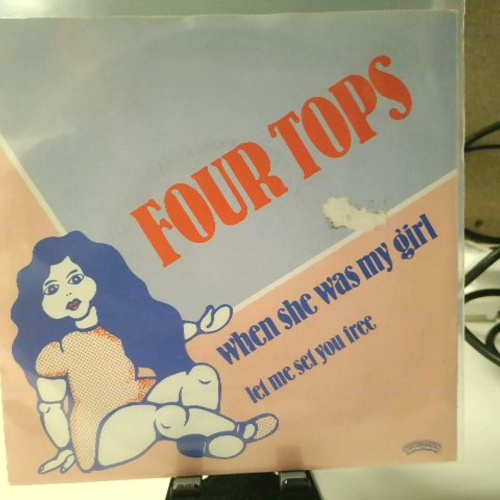 FOUR TOPS
when she was my girl
let me set you free